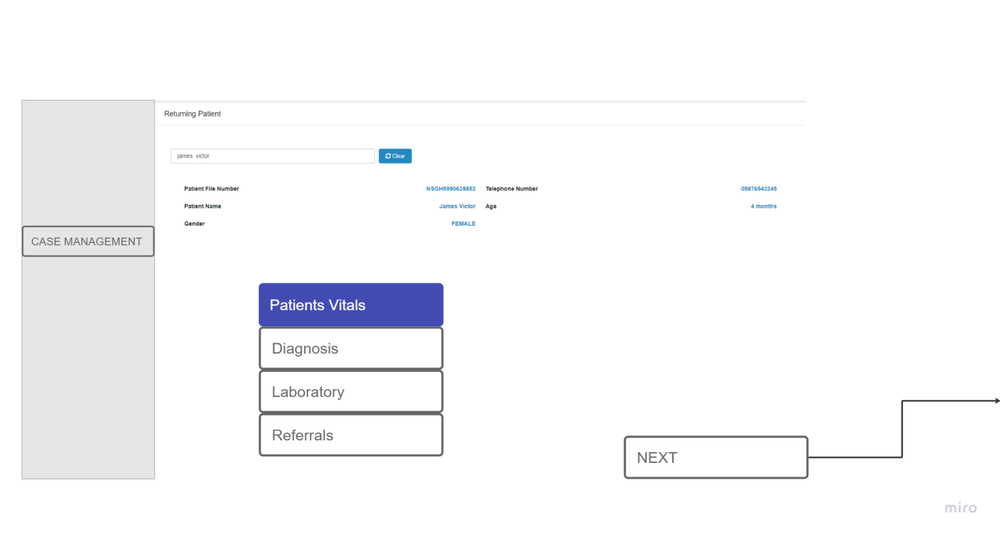 Returning Patient
james victor
Clear
Patient File Number NSGH5990635852 Telephone Number 09876543245
Patient Name James Victor Age 4 months
Gender FEMALE
CASE MANAGEMENT
Patients Vitals
Diagnosis
Laboratory
Referrals
NEXT
miro